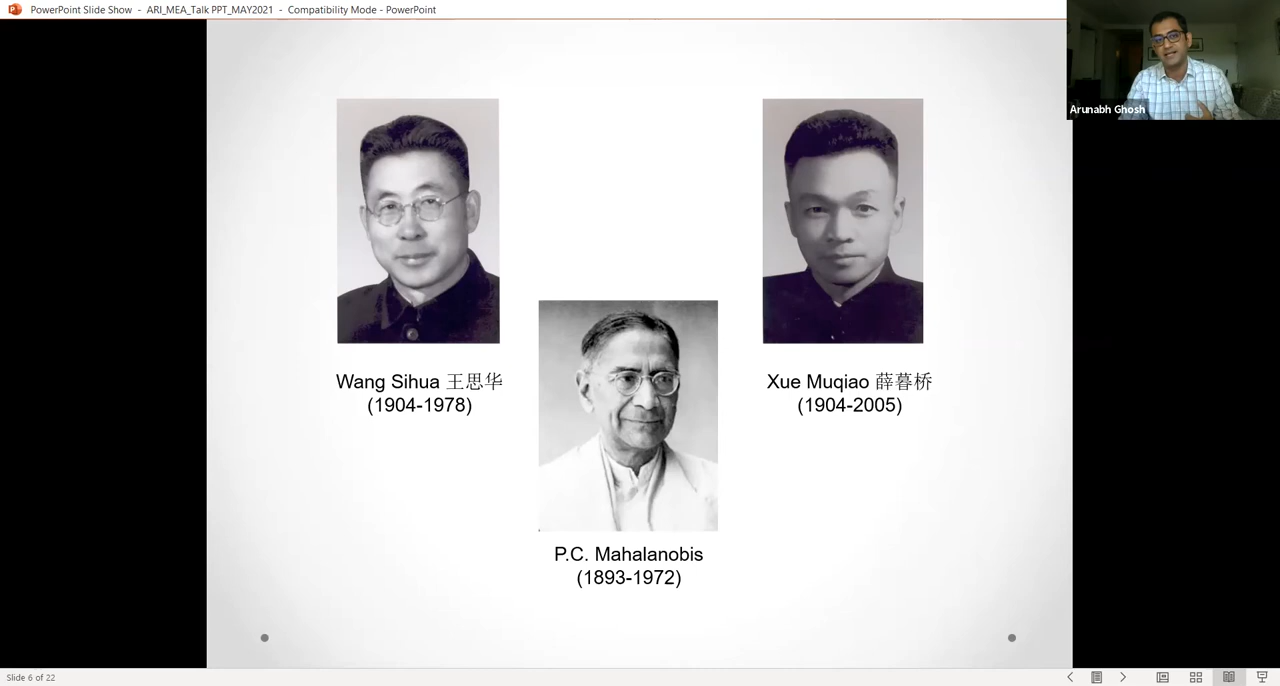 PowerPoint Slide Show - ARI_MEA_Talk PPT_MAY2021 - Compatibility Mode - PowerPoint
Arunabh Ghosh
Wang Sihua 王思华
(1904-1978)
Xue Muqiao 薛暮桥
(1904-2005)
P.C. Mahalanobis
(1893-1972)
Slide 6 of 22